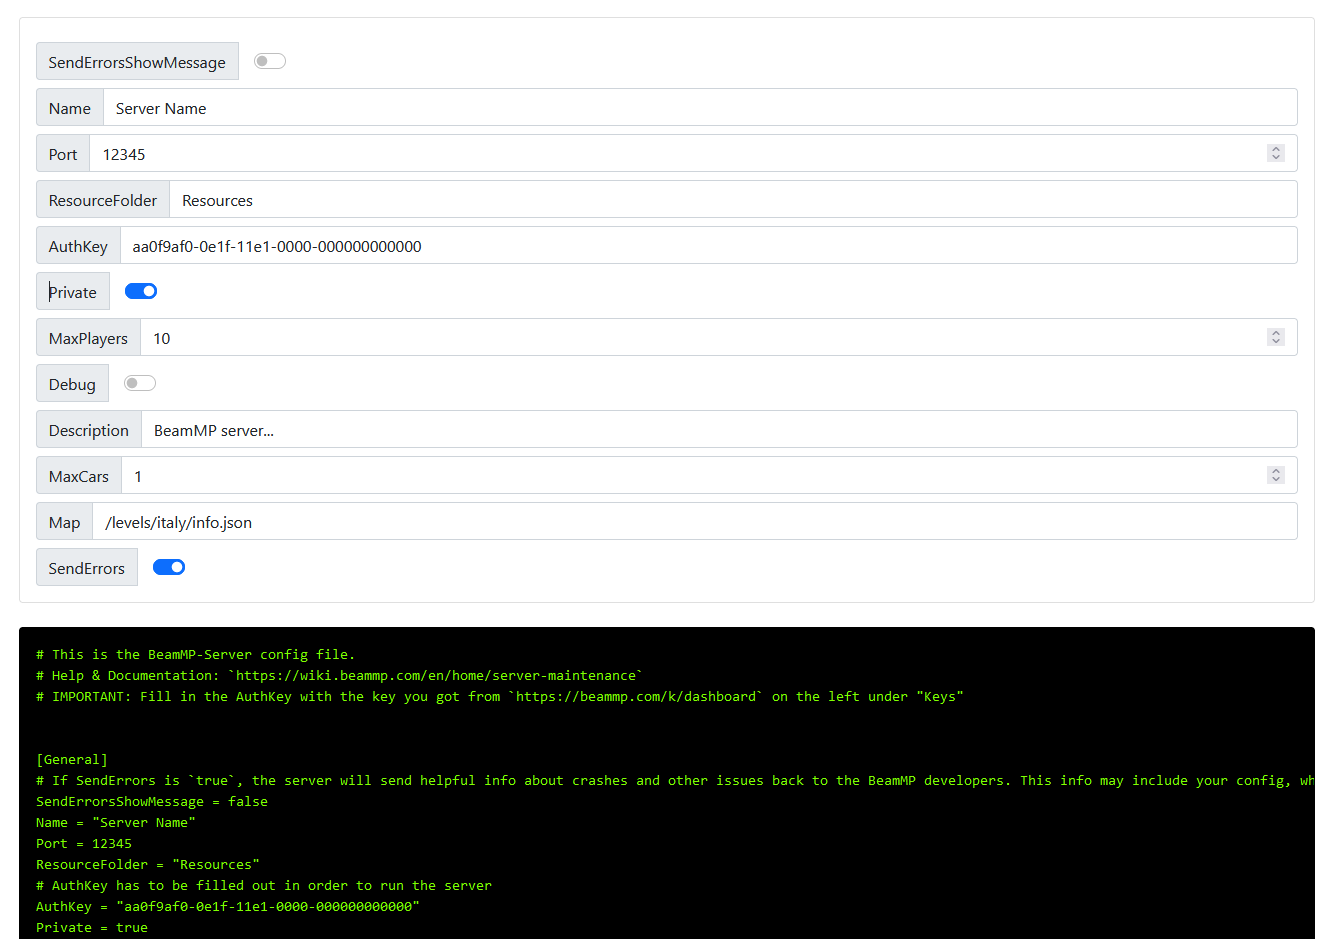 SendErrorsShowMessage
Name Server Name
Port 12345
ResourceFolder Resources
AuthKey aa0f9af0-0e1f-11e1-0000-000000000000
Private
MaxPlayers 10
Debug
Description BeamMP server...
MaxCars 1
Map /levels/italy/info.json
SendErrors
# This is the BeamMP-Server config file.
# Help & Documentation: `https://wiki.beammp.com/en/home/server-maintenance`
# IMPORTANT: Fill in the AuthKey with the key you got from `https://beammp.com/k/dashboard` on the left under "Keys"
[General]
# If SendErrors is `true`, the server will send helpful info about crashes and other issues back to the BeamMP developers. This info may include your config, wh
SendErrorsShowMessage = false
Name = "Server Name"
Port = 12345
ResourceFolder = "Resources"
# AuthKey has to be filled out in order to run the server
AuthKey = "aa0f9af0-0e1f-11e1-0000-000000000000"
Private = true